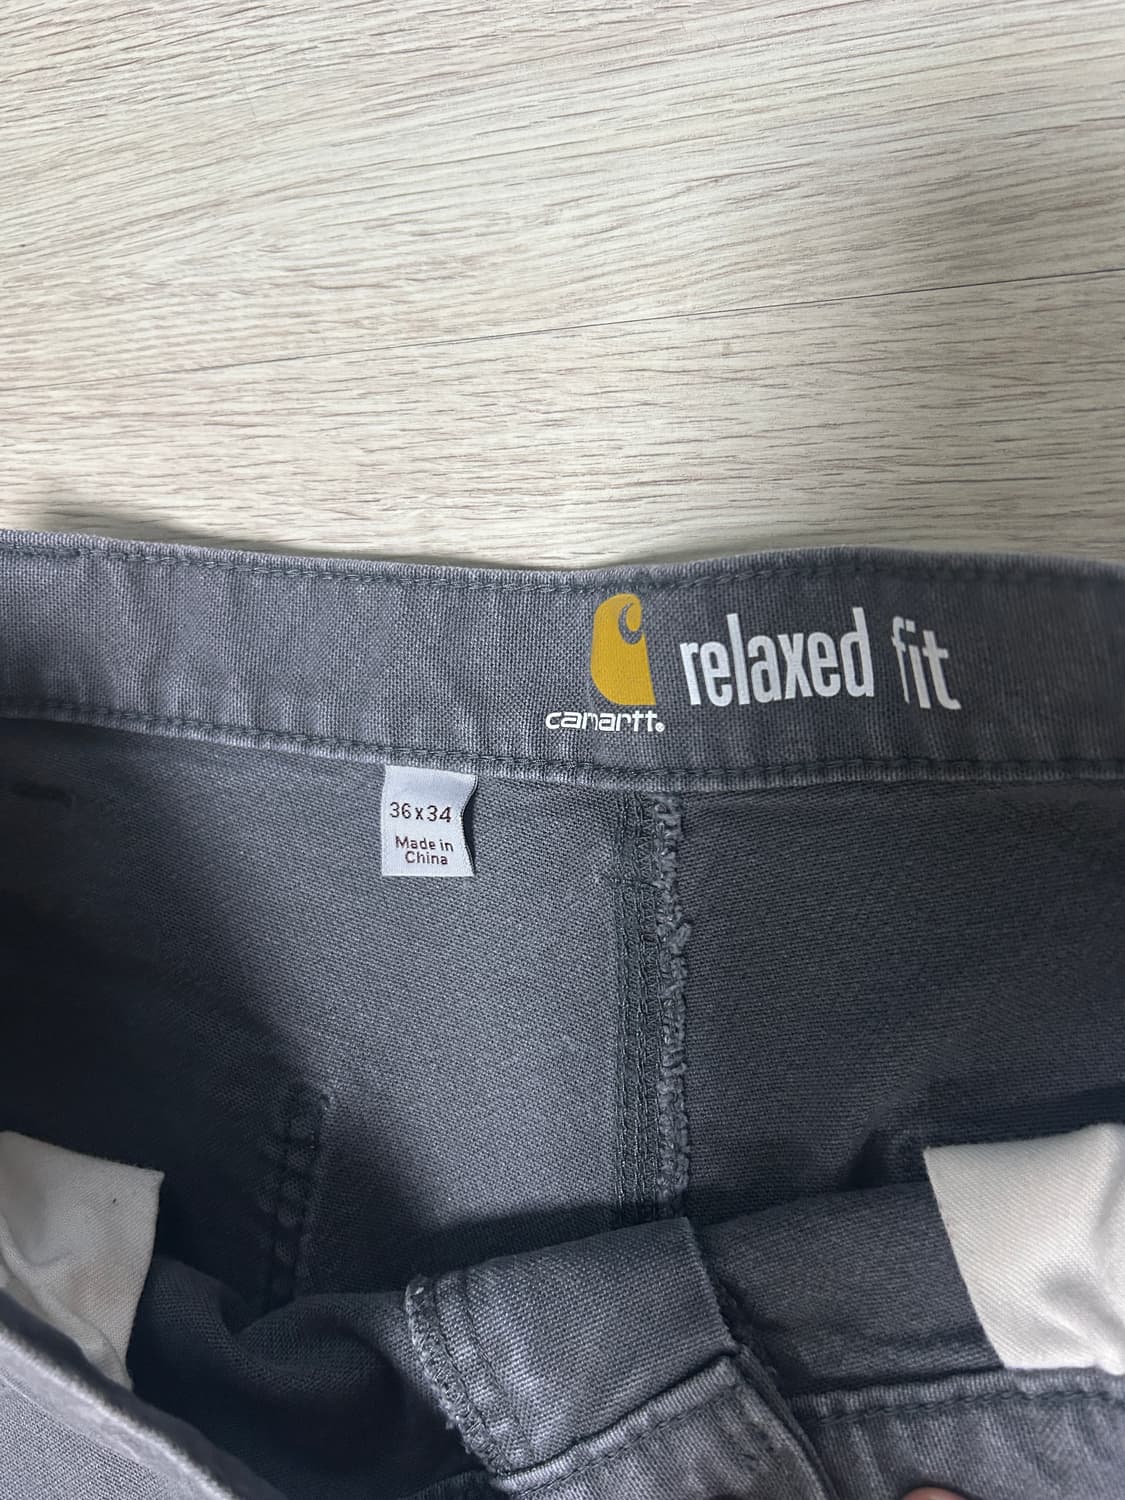 relaxed fit
carhartt®
36x34
Made in
China